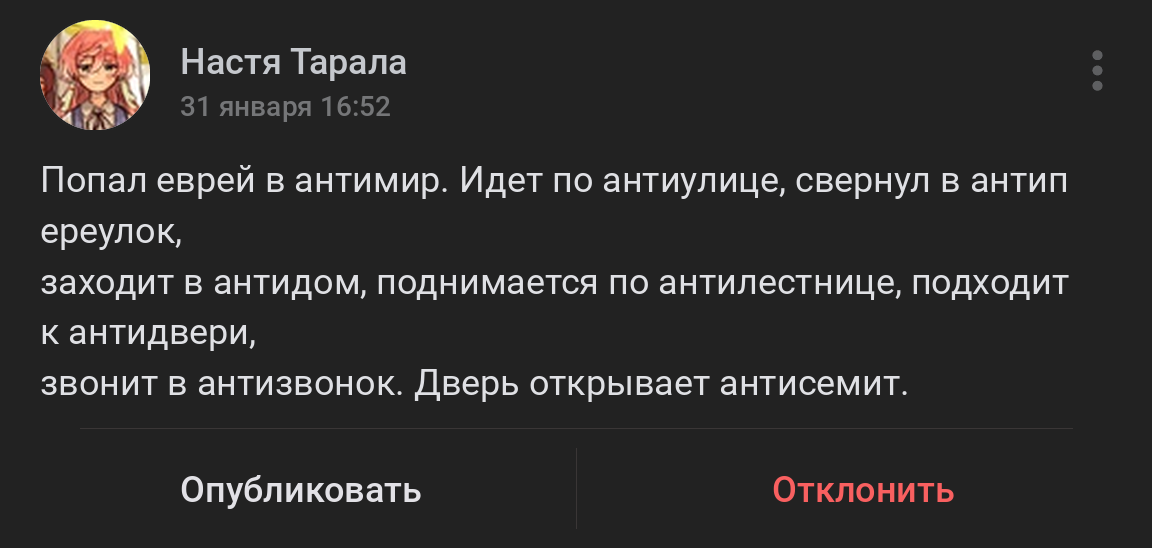 Настя Тарала
31 января 16:52
Попал еврей в антимир. Идет по антиулице, свернул в антип
ереулок,
заходит в антидом, поднимается по антилестнице, подходит
к антидвери,
звонит в антизвонок. Дверь открывает антисемит.
Опубликовать
Отклонить